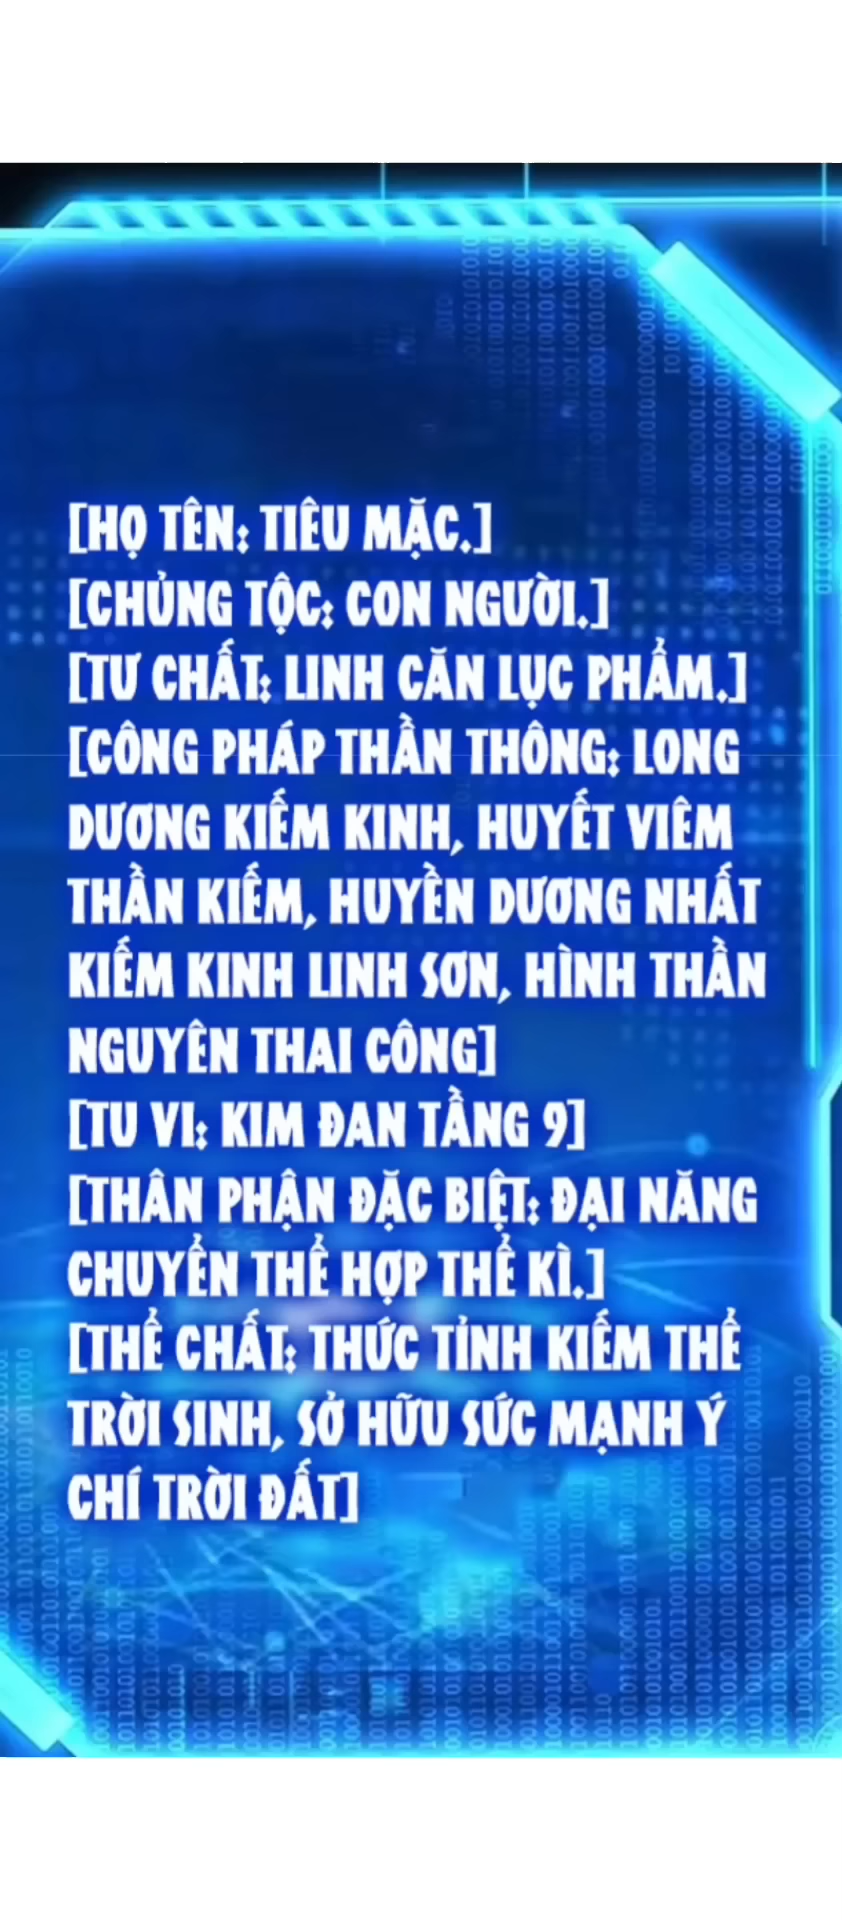 [HỌ TÊN: TIÊU MẶC.]
[CHỦNG TỘC: CON NGƯỜI.]
[TƯ CHẤT: LINH CĂN LỤC PHẨM.]
[CÔNG PHÁP THẦN THÔNG: LONG
DƯƠNG KIẾM KINH, HUYẾT VIÊM
THẦN KIẾM, HUYỀN DƯƠNG NHẤT
KIẾM KINH LINH SƠN, HÌNH THẦN
NGUYÊN THAI CÔNG]
[TU VI: KIM ĐAN TẦNG 9]
[THÂN PHẬN ĐẶC BIỆT: ĐẠI NĂNG
CHUYỂN THỂ HỢP THỂ KÌ.]
[THỂ CHẤT: THỨC TỈNH KIẾM THỂ
TRỜI SINH, SỞ HỮU SỨC MẠNH Ý
CHÍ TRỜI ĐẤT]